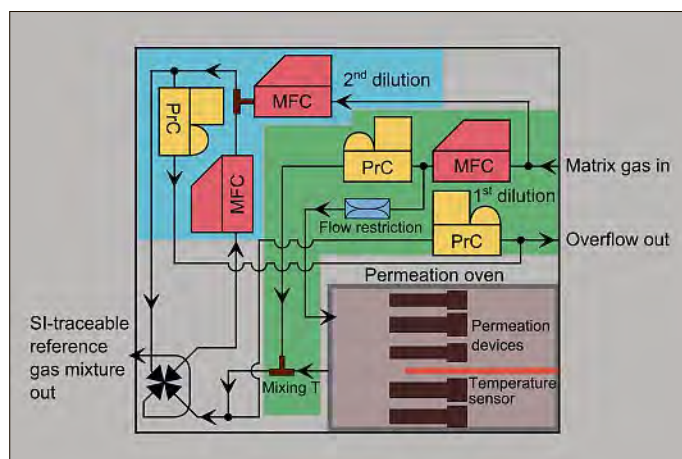 2nd dilution
MFC
PrC
MFC
PrC
MFC
Matrix gas in
1st dilution
Flow restriction
PrC
Overflow out
Permeation oven
SI-traceable
reference
gas mixture
out
Permeation
devices
Mixing T
Temperature
sensor